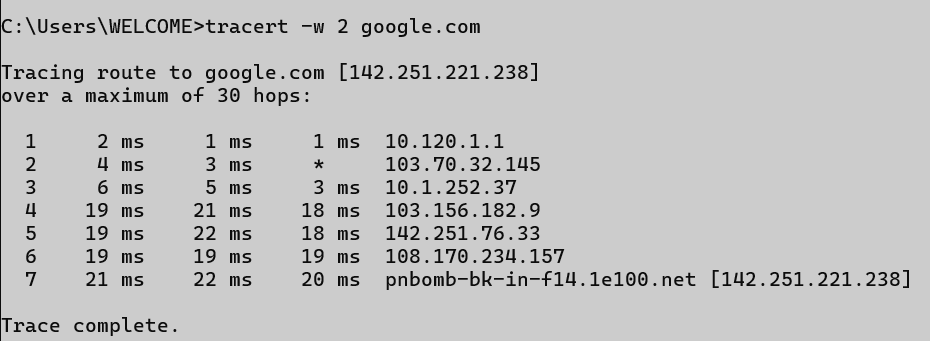 C:\Users\WELCOME>tracert -w 2 google.com
Tracing route to google.com [142.251.221.238]
over a maximum of 30 hops:
1 2 ms 1 ms 1 ms 10.120.1.1
2 4 ms 3 ms * 103.70.32.145
3 6 ms 5 ms 3 ms 10.1.252.37
4 19 ms 21 ms 18 ms 103.156.182.9
5 19 ms 22 ms 18 ms 142.251.76.33
6 19 ms 19 ms 19 ms 108.170.234.157
7 21 ms 22 ms 20 ms pnbomb-bk-in-f14.1e100.net [142.251.221.238]
Trace complete.